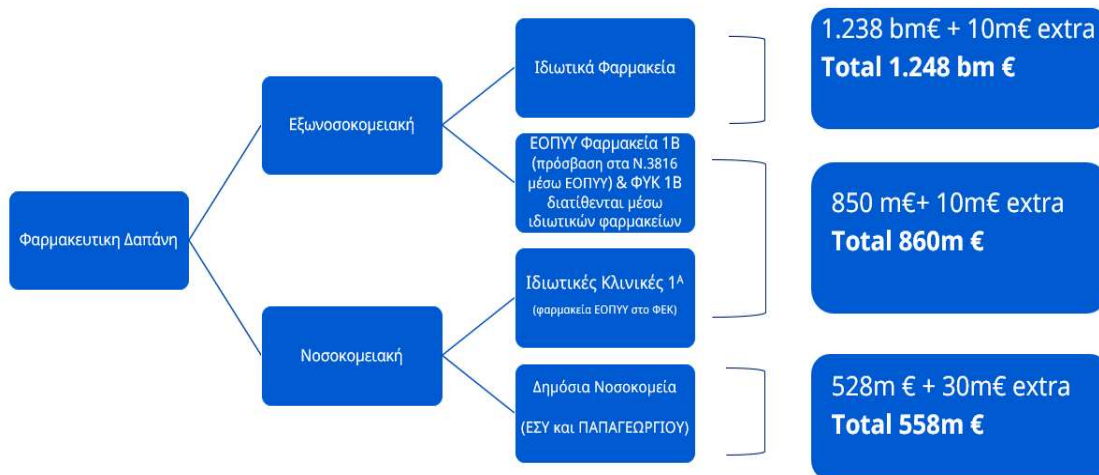 Φαρμακευτικη Δαπάνη
Εξωνοσοκομειακή
Νοσοκομειακή
Ιδιωτικά Φαρμακεία
ΕΟΠΥΥ Φαρμακεία 1Β
(πρόσβαση στα Ν.3816
μέσω ΕΟΠΥΥ) & ΦΥΚ 1Β
διατίθενται μέσω
ιδιωτικών φαρμακείων
Ιδιωτικές Κλινικές 1ᴬ
(φαρμακεία ΕΟΠΥΥ στο ΦΕΚ)
Δημόσια Νοσοκομεία
(ΕΣΥ και ΠΑΠΑΓΕΩΡΓΙΟΥ)
1.238 bm€ + 10m€ extra
Total 1.248 bm €
850 m€+ 10m€ extra
Total 860m €
528m € + 30m€ extra
Total 558m €